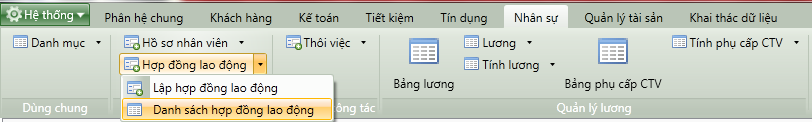 Hệ thống Phân hệ chung Khách hàng Kế toán Tiết kiệm Tín dụng Nhân sự Quản lý tài sản Khai thác dữ liệu
Danh mục Hồ sơ nhân viên Thôi việc Lương Tính phụ cấp CTV
Hợp đồng lao động Tính lương
Bảng lương Bảng phụ cấp CTV
Lập hợp đồng lao động
Dùng chung Danh sách hợp đồng lao động ông tác Quản lý lương